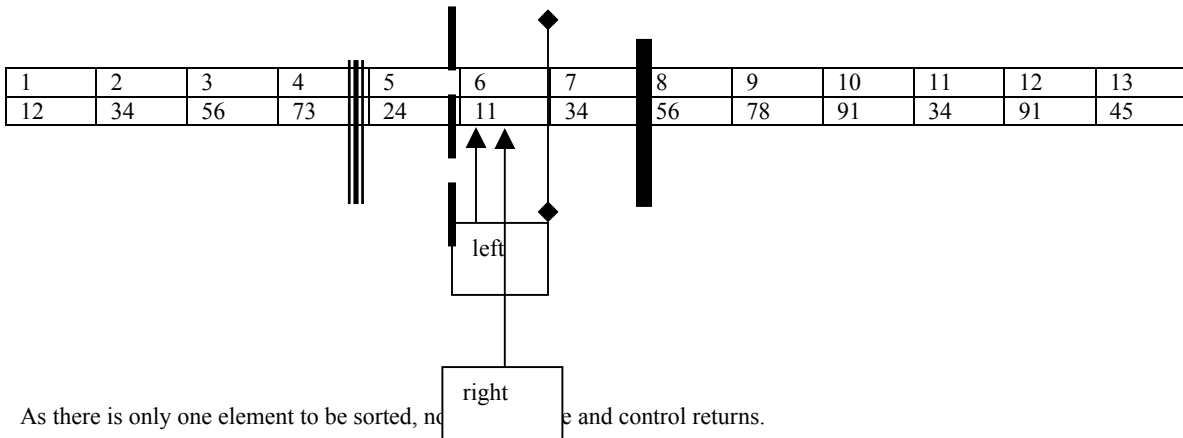 1 2 3 4 5 6 7 8 9 10 11 12 13
12 34 56 73 24 11 34 56 78 91 34 91 45
left
right
As there is only one element to be sorted, and control returns.